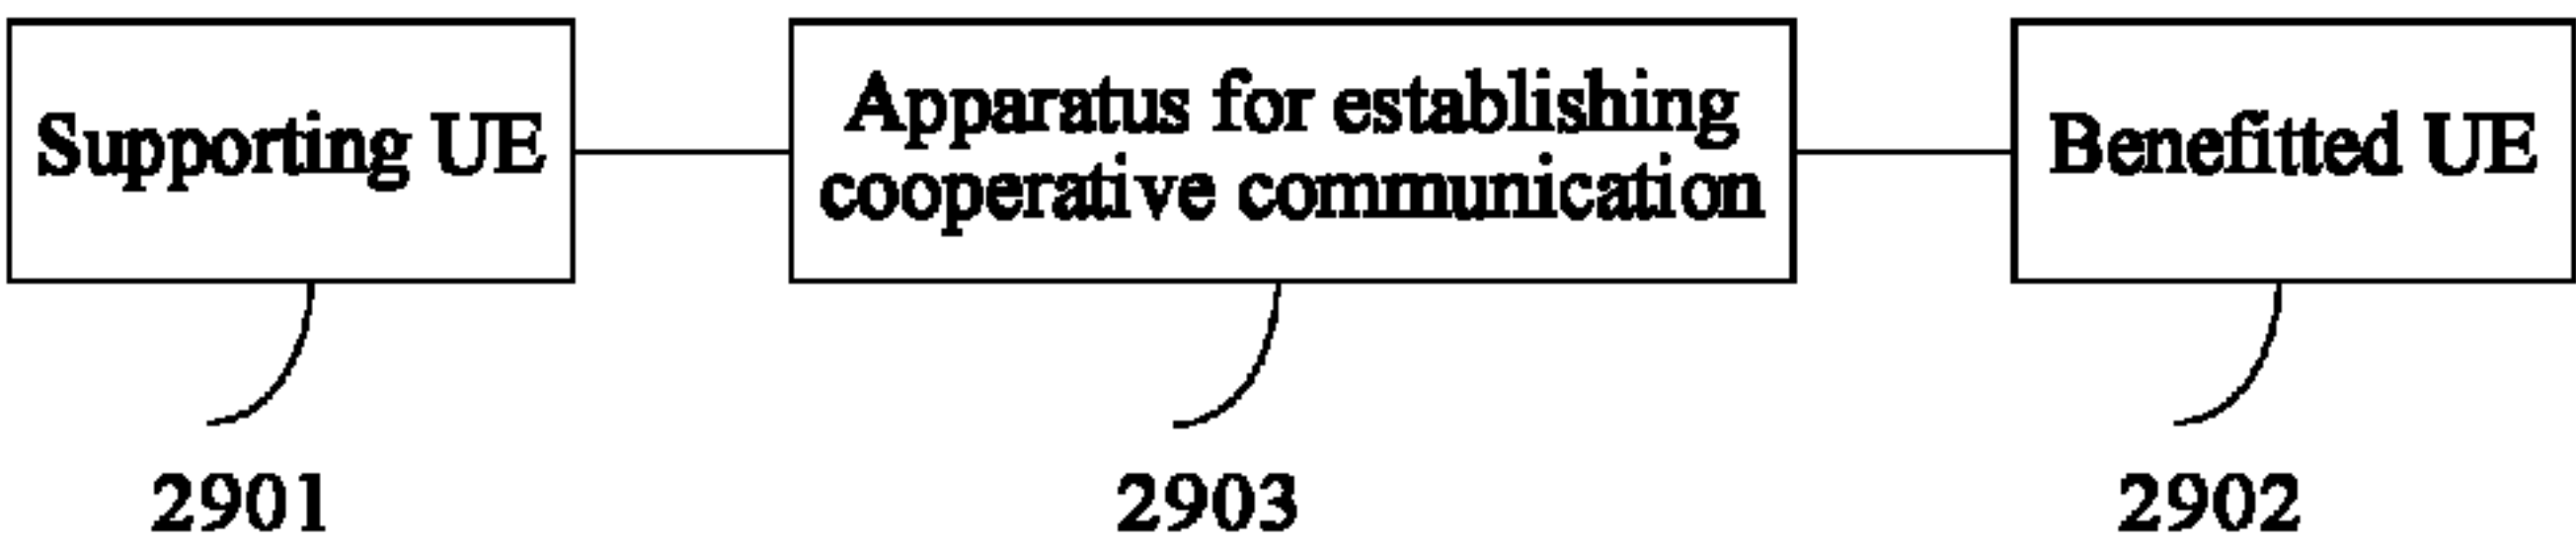 Supporting UE
Apparatus for establishing
cooperative communication
Benefitted UE
2901
2903
2902